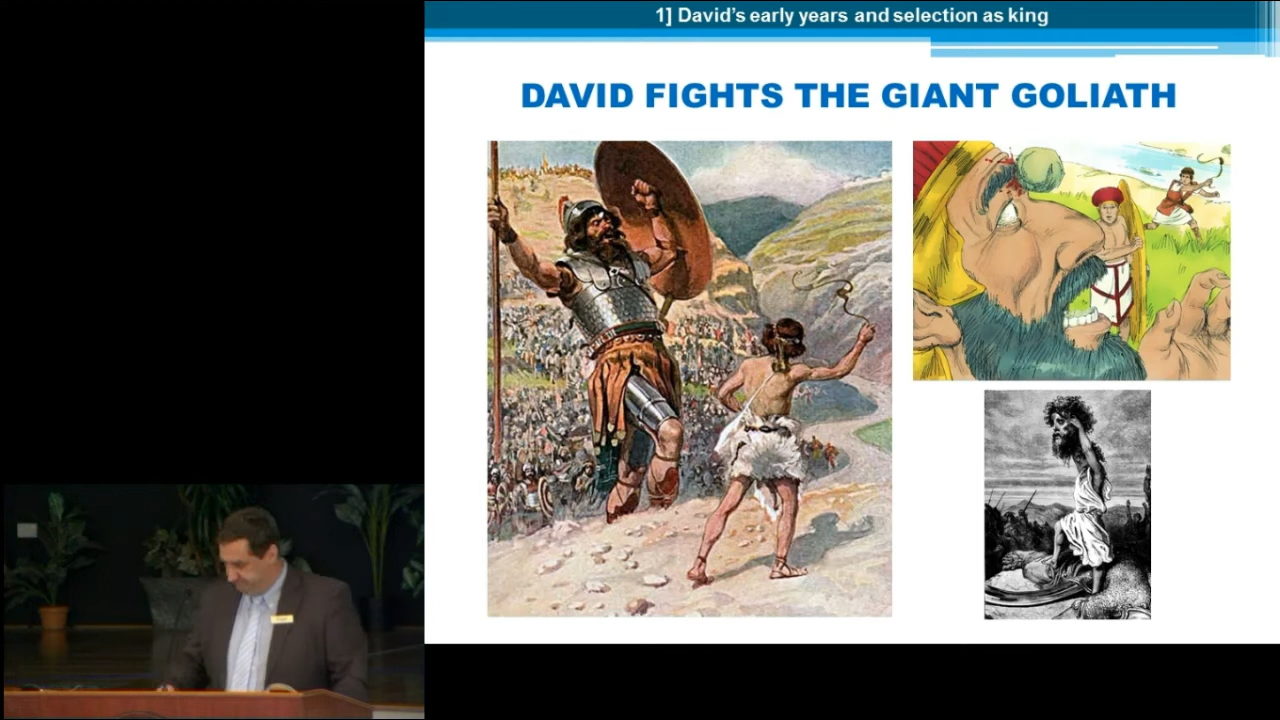 1] David’s early years and selection as king
DAVID FIGHTS THE GIANT GOLIATH